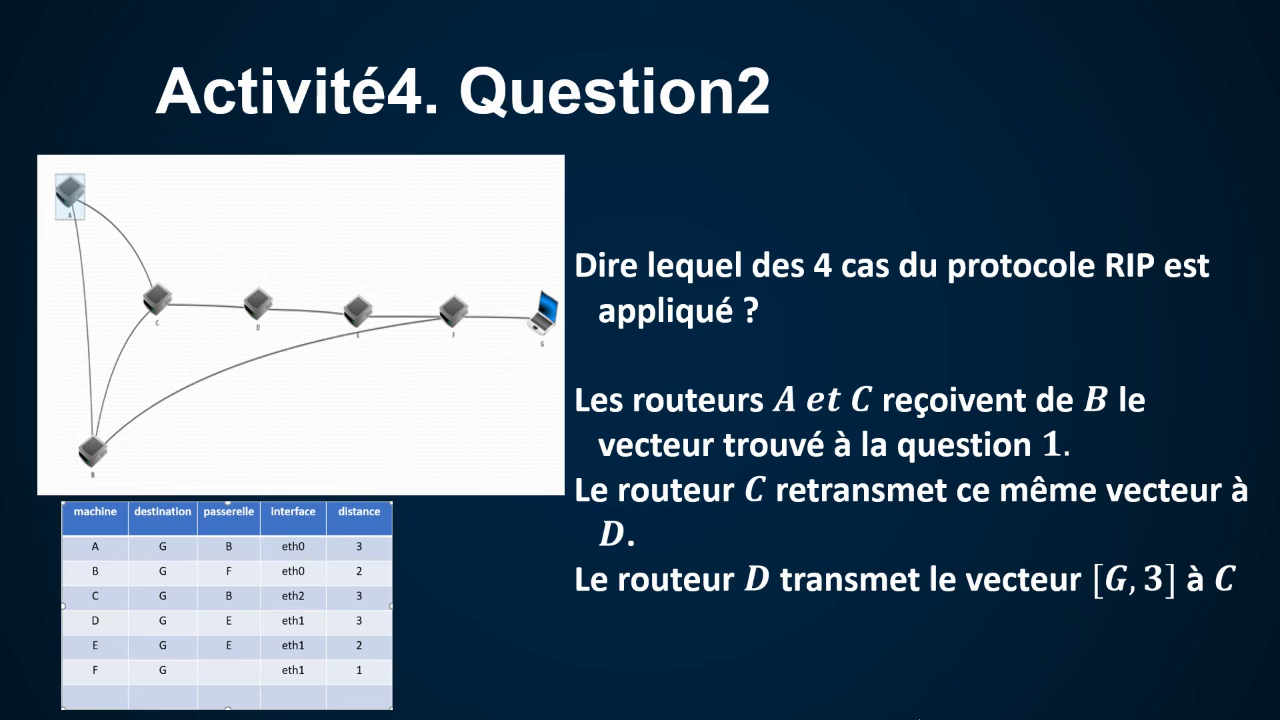 Activité4. Question2
A
C
D
E
F
G
B
Dire lequel des 4 cas du protocole RIP est
appliqué ?
Les routeurs A et C reçoivent de B le
vecteur trouvé à la question 1.
Le routeur C retransmet ce même vecteur à
D.
Le routeur D transmet le vecteur [G, 3] à C
machine destination passerelle interface distance
A G B eth0 3
B G F eth0 2
C G B eth2 3
D G E eth1 3
E G E eth1 2
F G eth1 1